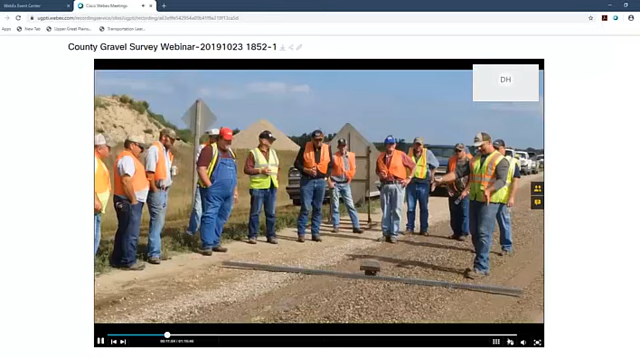 WebEx Event Center
Cisco Webex Meetings
Apps
New Tab
Upper Great Plains...
Transportation Lear...
County Gravel Survey Webinar-20191023 1852-1
DH